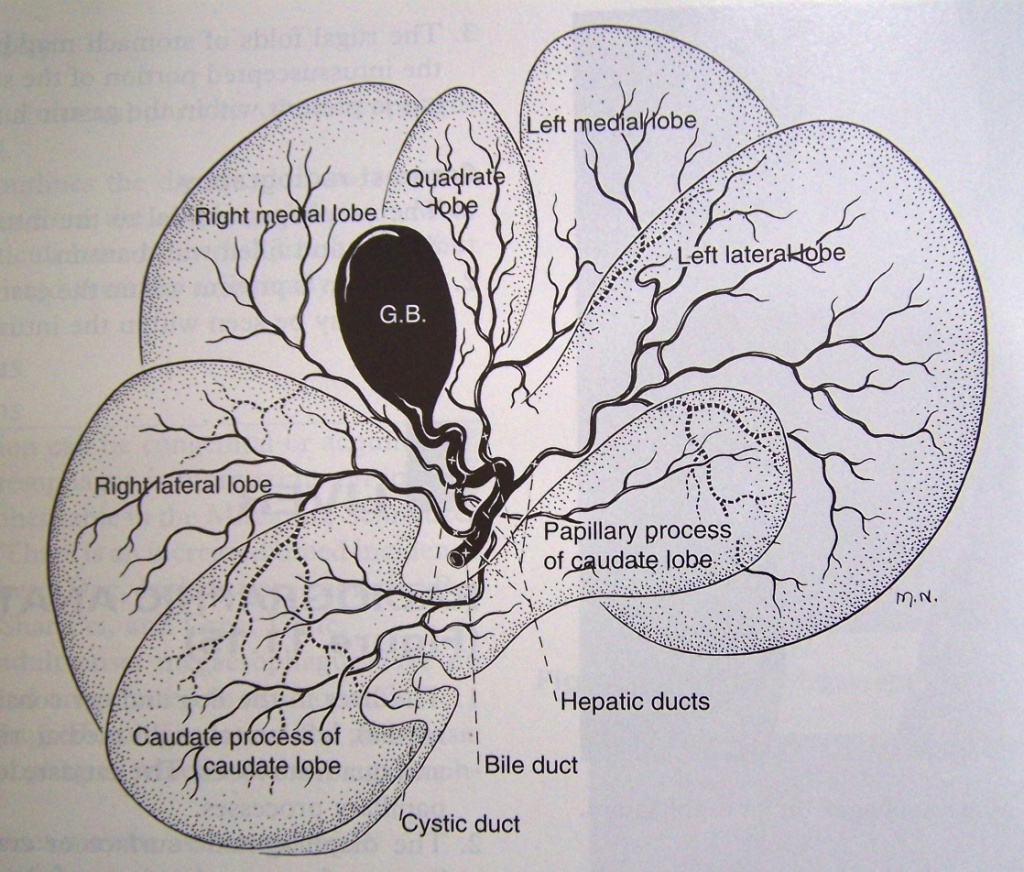 Left medial lobe
Quadrate
lobe
Right medial lobe
Left lateral lobe
G.B.
Right lateral lobe
Papillary process
of caudate lobe
M.N.
Hepatic ducts
Caudate process of
caudate lobe
Bile duct
Cystic duct